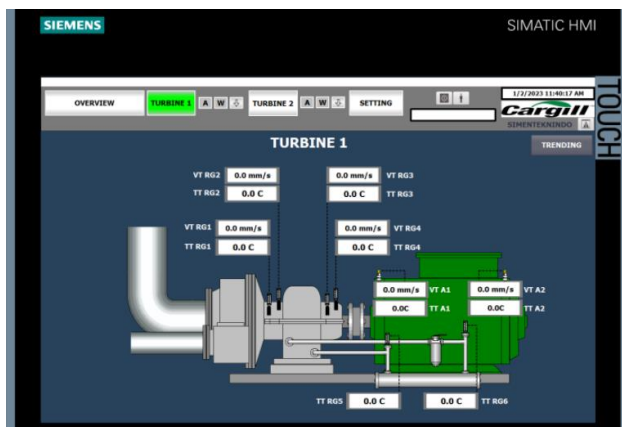 SIEMENS
SIMATIC HMI
TOUCH
1/2/2023 11:40:17 AM
OVERVIEW
TURBINE 1
A W
TURBINE 2
A W
SETTING
Cargill
SIMENTEKNINDO
TURBINE 1
TRENDING
VT RG2 0.0 mm/s
0.0 mm/s VT RG3
TT RG2 0.0 C
0.0 C TT RG3
VT RG1 0.0 mm/s
0.0 mm/s VT RG4
TT RG1 0.0 C
0.0 C TT RG4
0.0 mm/s VT A1
0.0 mm/s VT A2
0.0C TT A1
0.0C TT A2
TT RG5 0.0 C
0.0 C TT RG6